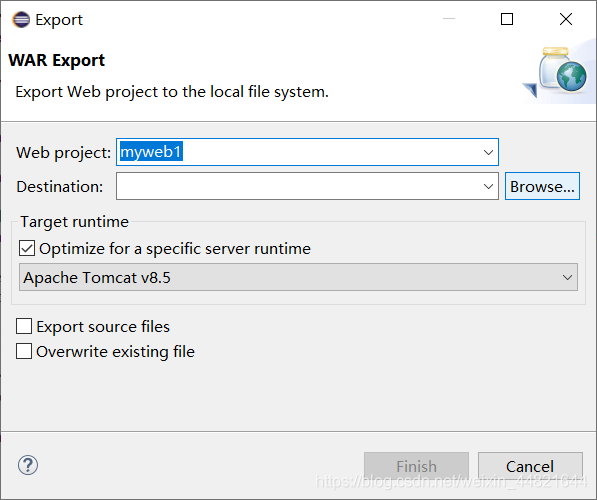 Export
WAR Export
Export Web project to the local file system.
Web project: myweb1
Destination: Browse...
Target runtime
Optimize for a specific server runtime
Apache Tomcat v8.5
Export source files
Overwrite existing file
? Finish Cancel
https://blog.csdn.net/weixin_44821644